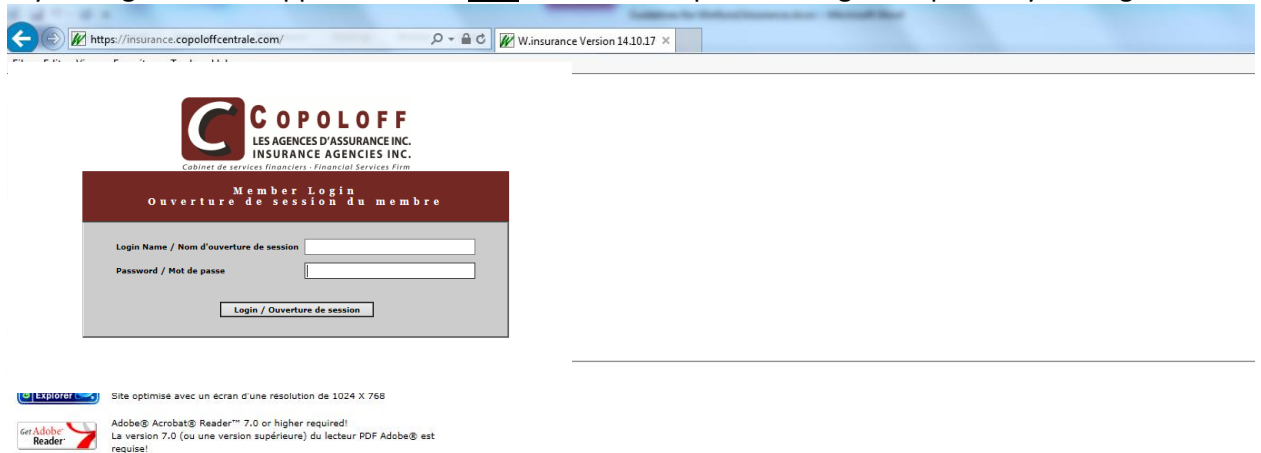 https://insurance.copoloffcentrale.com/
W.insurance Version 14.10.17
COPOLOFF
LES AGENCES D'ASSURANCE INC.
INSURANCE AGENCIES INC.
Cabinet de services financiers - Financial Services Firm
Member Login
Ouverture de session du membre
Login Name / Nom d'ouverture de session
Password / Mot de passe
Login / Ouverture de session
Explorer
Site optimisé avec un écran d'une résolution de 1024 X 768
Get Adobe® Reader®
Adobe® Acrobat® Reader™ 7.0 or higher required!
La version 7.0 (ou une version supérieure) du lecteur PDF Adobe® est
requise!